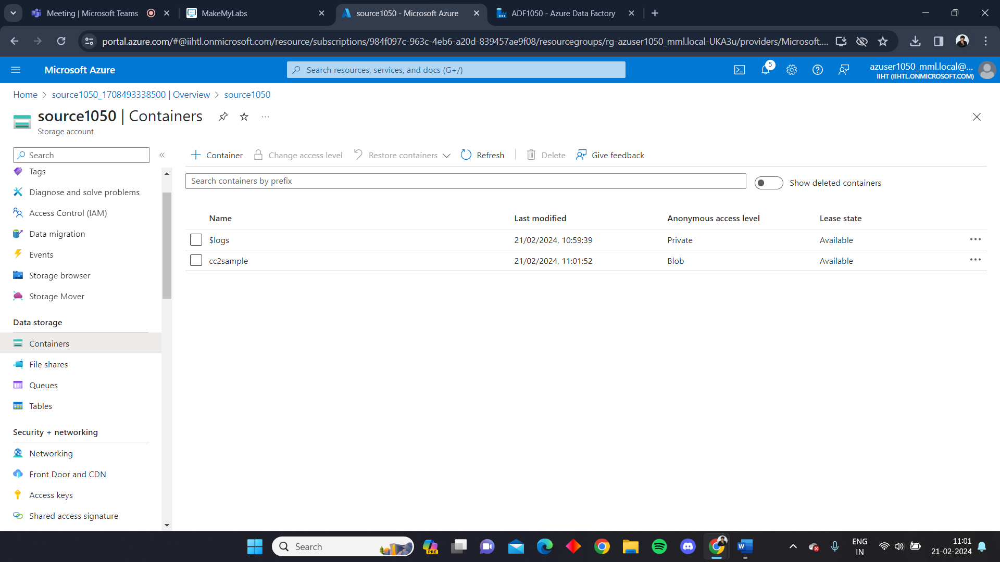 Meeting | Microsoft Teams
MakeMyLabs
source1050 - Microsoft Azure
ADF1050 - Azure Data Factory
portal.azure.com/#@iihtl.onmicrosoft.com/resource/subscriptions/984f097c-963c-4eb6-a20d-839457ae9f08/resourcegroups/rg-azuser1050_mml.local-UKA3u/providers/Microsoft....
Microsoft Azure
Search resources, services, and docs (G+/)
5
azuser1050_mml.local@...
IIHT (IIHTL.ONMICROSOFT.COM)
Home > source1050_1708493338500 | Overview > source1050
source1050 | Containers
Storage account
Search
Container
Change access level
Restore containers
Refresh
Delete
Give feedback
Search containers by prefix
Show deleted containers
Name Last modified Anonymous access level Lease state
$logs 21/02/2024, 10:59:39 Private Available
cc2sample 21/02/2024, 11:01:52 Blob Available
Tags
Diagnose and solve problems
Access Control (IAM)
Data migration
Events
Storage browser
Storage Mover
Data storage
Containers
File shares
Queues
Tables
Security + networking
Networking
Front Door and CDN
Access keys
Shared access signature
Search
PRE
ENG
IN
11:01
21-02-2024